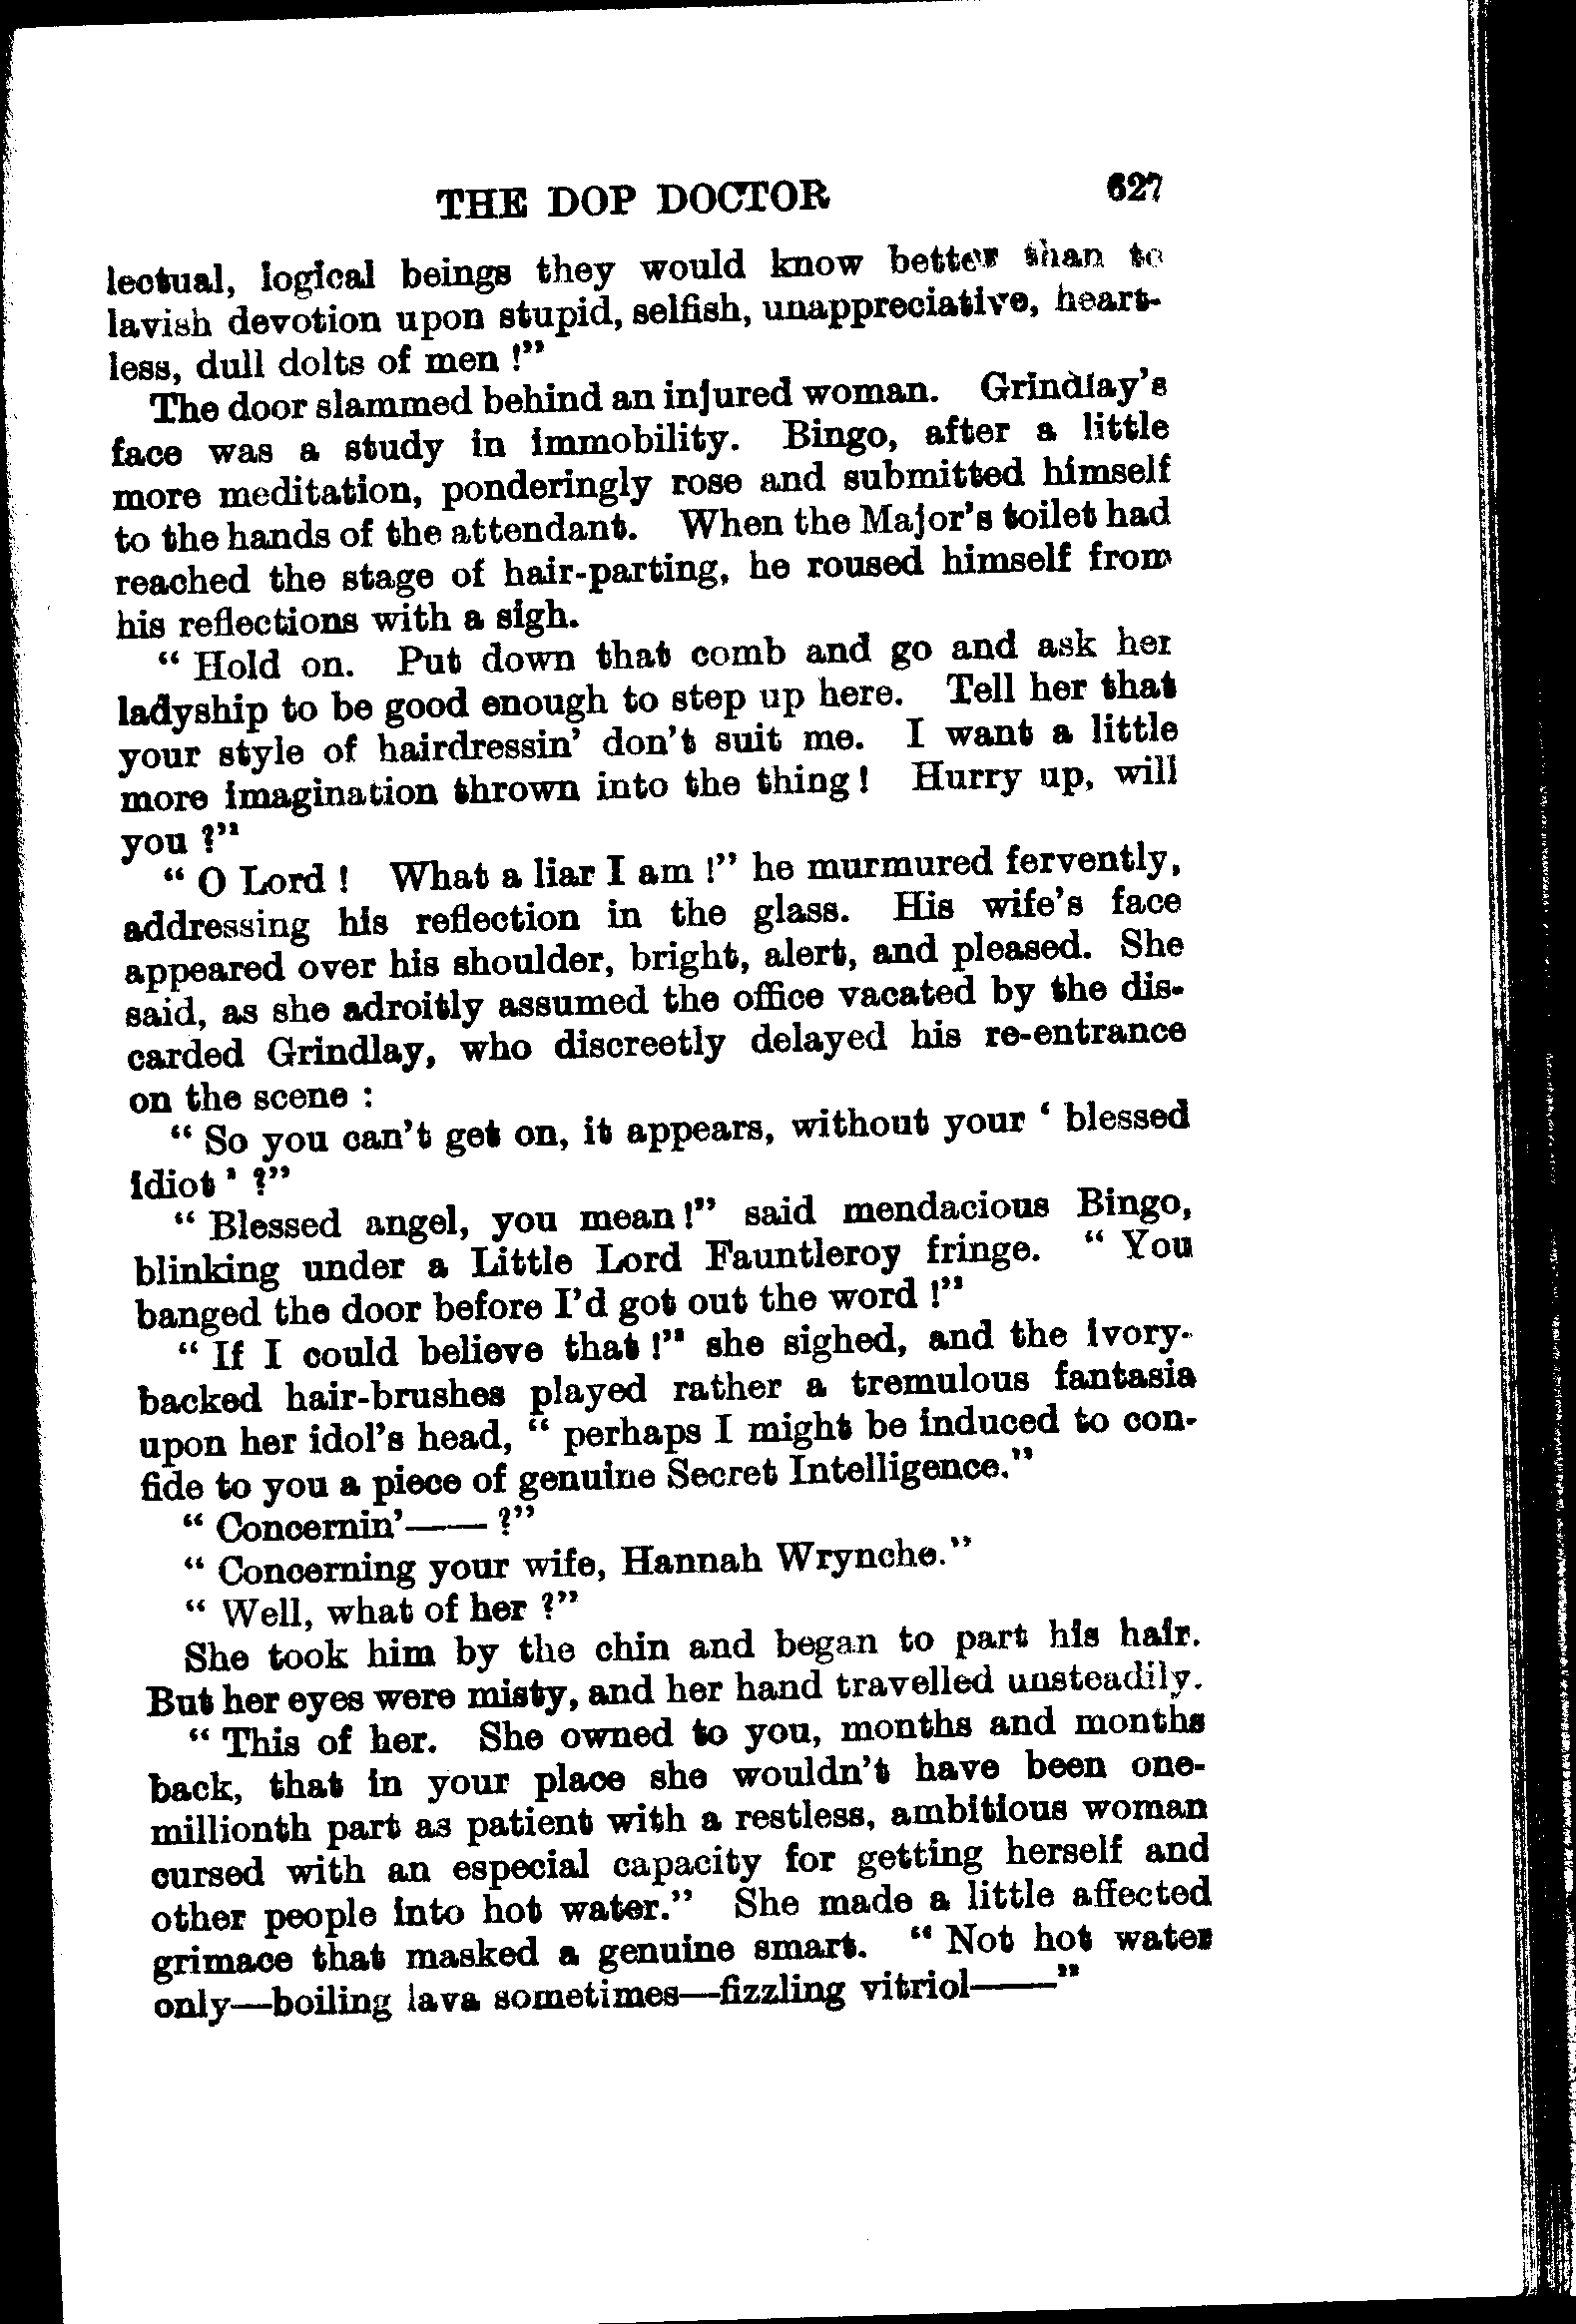 THE DOP DOCTOR 627
lectual, logical beings they would know better than to
lavish devotion upon stupid, selfish, unappreciative, heart-
less, dull dolts of men !"
The door slammed behind an injured woman. Grindlay's
face was a study in immobility. Bingo, after a little
more meditation, ponderingly rose and submitted himself
to the hands of the attendant. When the Major's toilet had
reached the stage of hair-parting, he roused himself from
his reflections with a sigh.
" Hold on. Put down that comb and go and ask her
ladyship to be good enough to step up here. Tell her that
your style of hairdressin' don't suit me. I want a little
more imagination thrown into the thing ! Hurry up, will
you ?"
" O Lord ! What a liar I am !" he murmured fervently,
addressing his reflection in the glass. His wife's face
appeared over his shoulder, bright, alert, and pleased. She
said, as she adroitly assumed the office vacated by the dis-
carded Grindlay, who discreetly delayed his re-entrance
on the scene :
" So you can't get on, it appears, without your ' blessed
idiot ' ?"
" Blessed angel, you mean !" said mendacious Bingo,
blinking under a Little Lord Fauntleroy fringe. " You
banged the door before I'd got out the word !"
" If I could believe that !" she sighed, and the ivory-
backed hair-brushes played rather a tremulous fantasia
upon her idol's head, " perhaps I might be induced to con-
fide to you a piece of genuine Secret Intelligence."
" Concernin'—— ?"
" Concerning your wife, Hannah Wrynche."
" Well, what of her ?"
She took him by the chin and began to part his hair.
But her eyes were misty, and her hand travelled unsteadily.
" This of her. She owned to you, months and months
back, that in your place she wouldn't have been one-
millionth part as patient with a restless, ambitious woman
cursed with an especial capacity for getting herself and
other people into hot water." She made a little affected
grimace that masked a genuine smart. " Not hot water
only—boiling lava sometimes—fizzling vitriol——"